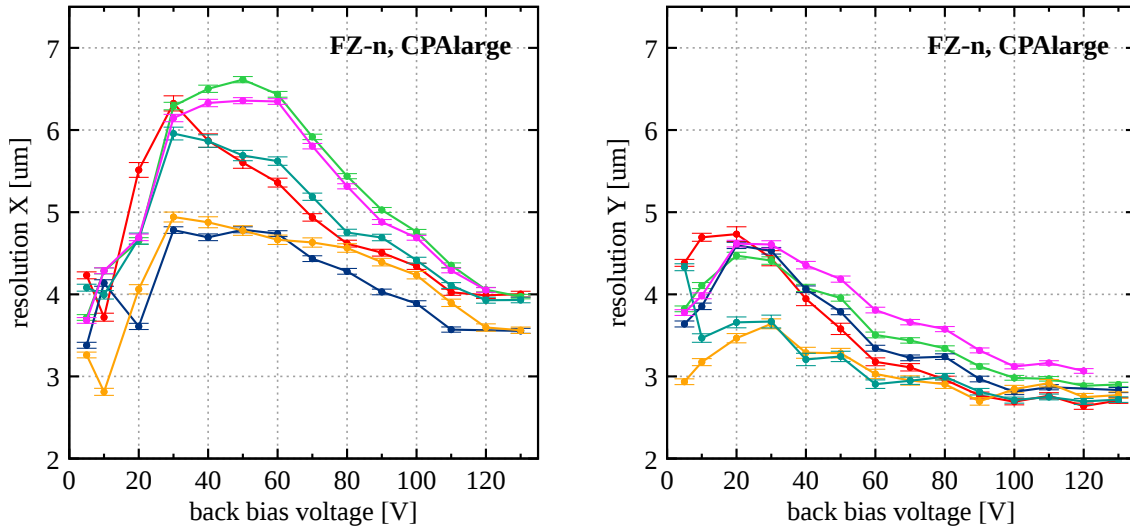 FZ-n, CPAlarge
resolution X [um]
7
6
5
4
3
2
0 20 40 60 80 100 120
back bias voltage [V]
FZ-n, CPAlarge
resolution Y [um]
7
6
5
4
3
2
0 20 40 60 80 100 120
back bias voltage [V]